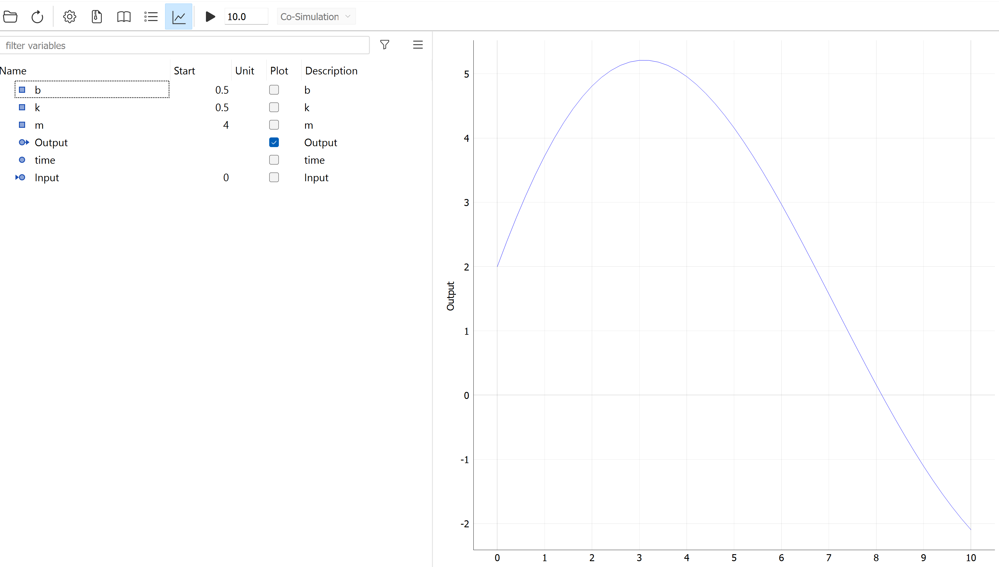 10.0 Co-Simulation
filter variables
Name Start Unit Plot Description
b 0.5 b
k 0.5 k
m 4 m
Output Output
time time
Input 0 Input
5
4
3
2
1
0
-1
-2
Output
0 1 2 3 4 5 6 7 8 9 10